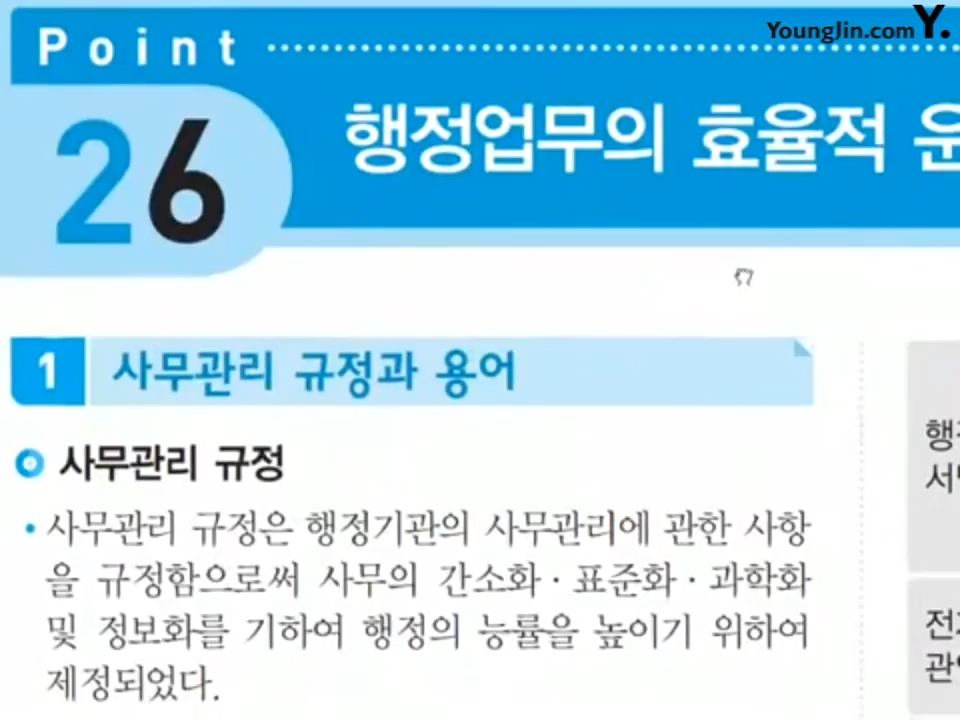 Point
YoungJin.com Y.
26
행정업무의 효율적
1 사무관리 규정과 용어
사무관리 규정
• 사무관리 규정은 행정기관의 사무관리에 관한 사항
을 규정함으로써 사무의 간소화 · 표준화 · 과학화
및 정보화를 기하여 행정의 능률을 높이기 위하여
제정되었다.